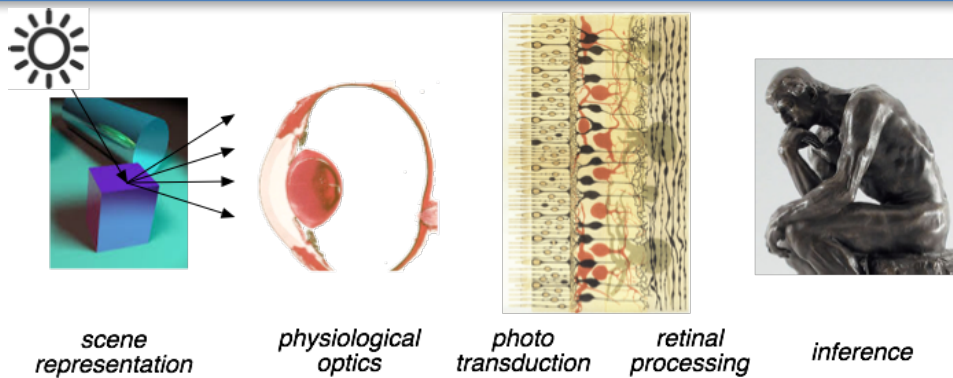 scene
representation
physiological
optics
photo
transduction
retinal
processing
inference